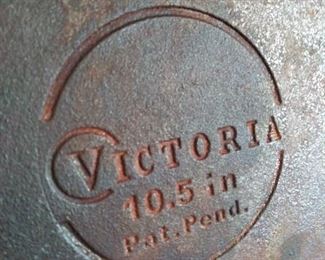 VICTORIA
10.5 in
Pat. Pend.